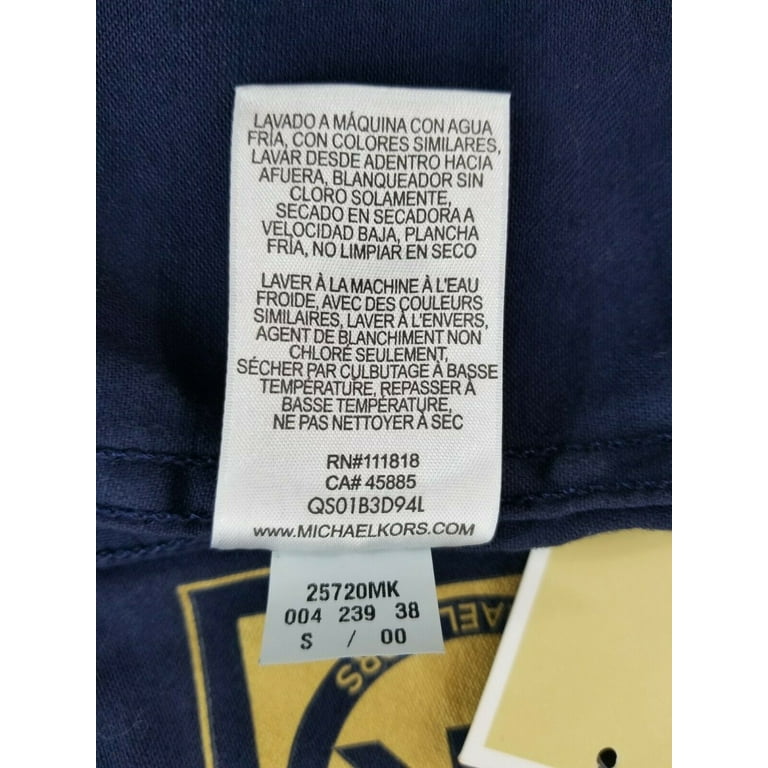 LAVADO A MÁQUINA CON AGUA
FRÍA, CON COLORES SIMILARES,
LAVAR DESDE ADENTRO HACIA
AFUERA, BLANQUEADOR SIN
CLORO SOLAMENTE,
SECADO EN SECADORA A
VELOCIDAD BAJA, PLANCHA
FRÍA, NO LIMPIAR EN SECO
LAVER À LA MACHINE À L'EAU
FROIDE, AVEC DES COULEURS
SIMILAIRES, LAVER À L'ENVERS,
AGENT DE BLANCHIMENT NON
CHLORÉ SEULEMENT,
SÉCHER PAR CULBUTAGE À BASSE
TEMPÉRATURE, REPASSER À
BASSE TEMPÉRATURE,
NE PAS NETTOYER À SEC
RN#111818
CA# 45885
QS01B3D94L
WWW.MICHAELKORS.COM
25720MK
004 239 38
S / 00